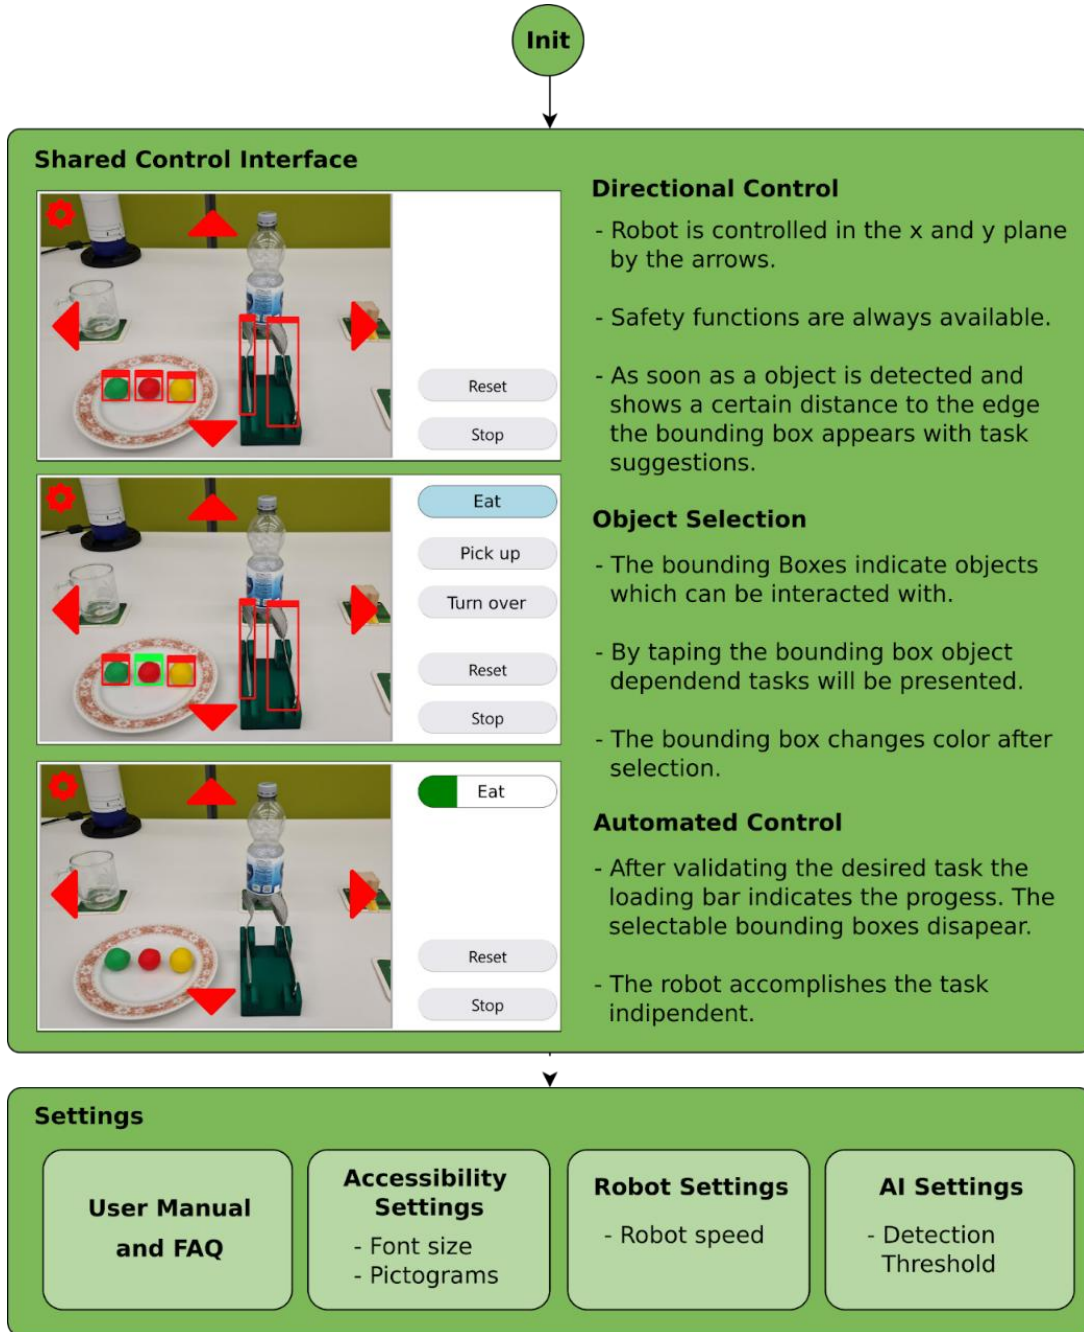 Init
Shared Control Interface
Reset
Stop
Eat
Pick up
Turn over
Reset
Stop
Eat
Reset
Stop
Directional Control
- Robot is controlled in the x and y plane
by the arrows.
- Safety functions are always available.
- As soon as a object is detected and
shows a certain distance to the edge
the bounding box appears with task
suggestions.
Object Selection
- The bounding Boxes indicate objects
which can be interacted with.
- By taping the bounding box object
dependend tasks will be presented.
- The bounding box changes color after
selection.
Automated Control
- After validating the desired task the
loading bar indicates the progess. The
selectable bounding boxes disapear.
- The robot accomplishes the task
indipendent.
Settings
User Manual
and FAQ
Accessibility
Settings
- Font size
- Pictograms
Robot Settings
- Robot speed
AI Settings
- Detection
Threshold